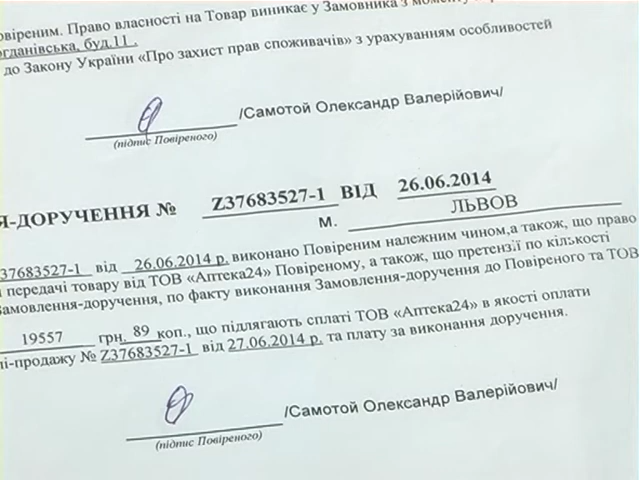 овіреним. Право власності на Товар виникає у Замовника з моменту
огданівська, буд.11 .
до Закону України «Про захист прав споживачів» з урахуванням особливостей
/Самотой Олександр Валерійович/
(підпис Повіреного)
Я-ДОРУЧЕННЯ № Z37683527-1 ВІД 26.06.2014
м. ЛЬВОВ
37683527-1 від 26.06.2014 р. виконано Повіреним належним чином,а також, що право
і передачі товару від ТОВ «Аптека24» Повіреному, а також, що претензії по кількості
Замовлення-доручення, по факту виконання Замовлення-доручення до Повіреного та ТОВ
19557 грн. 89 коп., що підлягають сплаті ТОВ «Аптека24» в якості оплати
лі-продажу № Z37683527-1 від 27.06.2014 р. та плату за виконання доручення.
/Самотой Олександр Валерійович/
(підпис Повіреного)